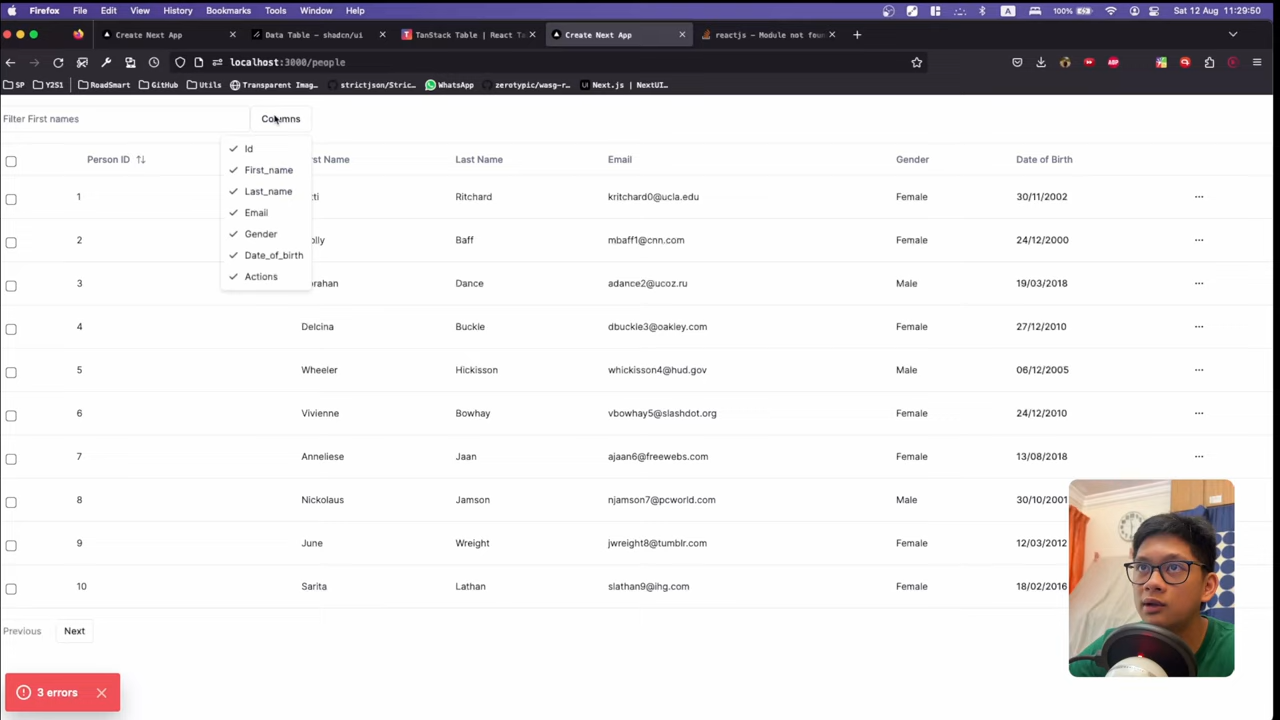 Firefox File Edit View History Bookmarks Tools Window Help A 100% Sat 12 Aug 11:29:50
Create Next App Data Table - shadcn/ui TanStack Table | React Ta Create Next App reactjs - Module not foun
localhost:3000/people
SP Y2S1 RoadSmart GitHub Utils Transparent Imag... strictjson/Stric... WhatsApp zerotypic/wasg-r... Next.js | NextUI...
Filter First names Columns
Id
First_name
Last_name
Email
Gender
Date_of_birth
Actions
Person ID rst Name Last Name Email Gender Date of Birth
1 tti Ritchard kritchard0@ucla.edu Female 30/11/2002 ...
2 olly Baff mbaff1@cnn.com Female 24/12/2000 ...
3 brahan Dance adance2@ucoz.ru Male 19/03/2018 ...
4 Delcina Buckie dbuckie3@oakley.com Female 27/12/2010 ...
5 Wheeler Hickisson whickisson4@hud.gov Male 06/12/2005 ...
6 Vivienne Bowhay vbowhay5@slashdot.org Female 24/12/2010 ...
7 Anneliese Jaan ajaan6@freewebs.com Female 13/08/2018 ...
8 Nickolaus Jamson njamson7@pcworld.com Male 30/10/2001
9 June Wreight jwreight8@tumblr.com Female 12/03/2012
10 Sarita Lathan slathan9@ihg.com Female 18/02/2016
Previous Next
3 errors